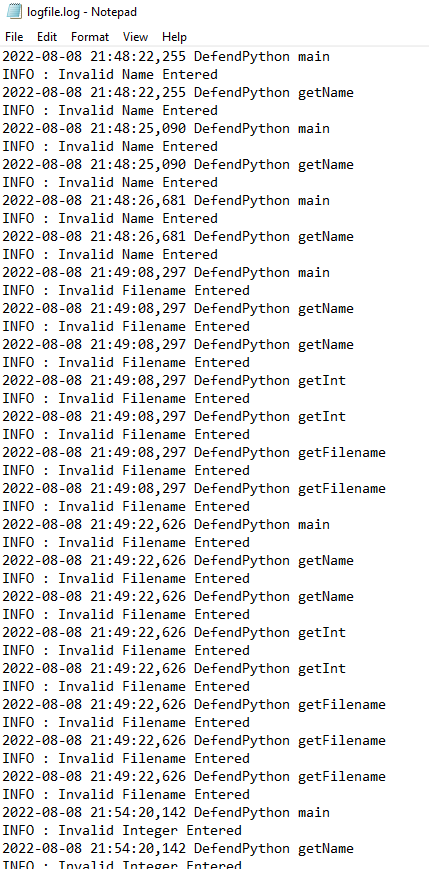 logfile.log - Notepad
File Edit Format View Help
2022-08-08 21:48:22,255 DefendPython main
INFO : Invalid Name Entered
2022-08-08 21:48:22,255 DefendPython getName
INFO : Invalid Name Entered
2022-08-08 21:48:25,090 DefendPython main
INFO : Invalid Name Entered
2022-08-08 21:48:25,090 DefendPython getName
INFO : Invalid Name Entered
2022-08-08 21:48:26,681 DefendPython main
INFO : Invalid Name Entered
2022-08-08 21:48:26,681 DefendPython getName
INFO : Invalid Name Entered
2022-08-08 21:49:08,297 DefendPython main
INFO : Invalid Filename Entered
2022-08-08 21:49:08,297 DefendPython getName
INFO : Invalid Filename Entered
2022-08-08 21:49:08,297 DefendPython getName
INFO : Invalid Filename Entered
2022-08-08 21:49:08,297 DefendPython getInt
INFO : Invalid Filename Entered
2022-08-08 21:49:08,297 DefendPython getInt
INFO : Invalid Filename Entered
2022-08-08 21:49:08,297 DefendPython getFilename
INFO : Invalid Filename Entered
2022-08-08 21:49:08,297 DefendPython getFilename
INFO : Invalid Filename Entered
2022-08-08 21:49:22,626 DefendPython main
INFO : Invalid Filename Entered
2022-08-08 21:49:22,626 DefendPython getName
INFO : Invalid Filename Entered
2022-08-08 21:49:22,626 DefendPython getName
INFO : Invalid Filename Entered
2022-08-08 21:49:22,626 DefendPython getInt
INFO : Invalid Filename Entered
2022-08-08 21:49:22,626 DefendPython getInt
INFO : Invalid Filename Entered
2022-08-08 21:49:22,626 DefendPython getFilename
INFO : Invalid Filename Entered
2022-08-08 21:49:22,626 DefendPython getFilename
INFO : Invalid Filename Entered
2022-08-08 21:49:22,626 DefendPython getFilename
INFO : Invalid Filename Entered
2022-08-08 21:54:20,142 DefendPython main
INFO : Invalid Integer Entered
2022-08-08 21:54:20,142 DefendPython getName
INFO : Invalid Integer Entered